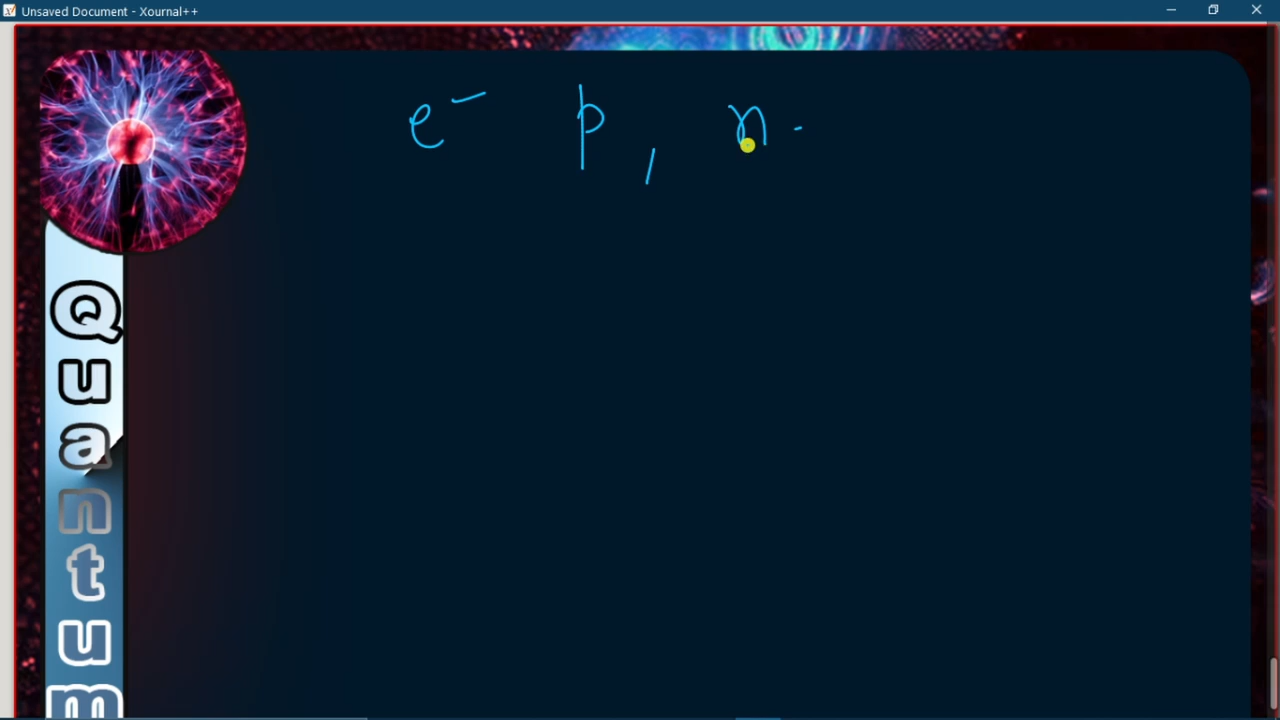 Unsaved Document - Xournal++
e⁻ p, n.
Quantum